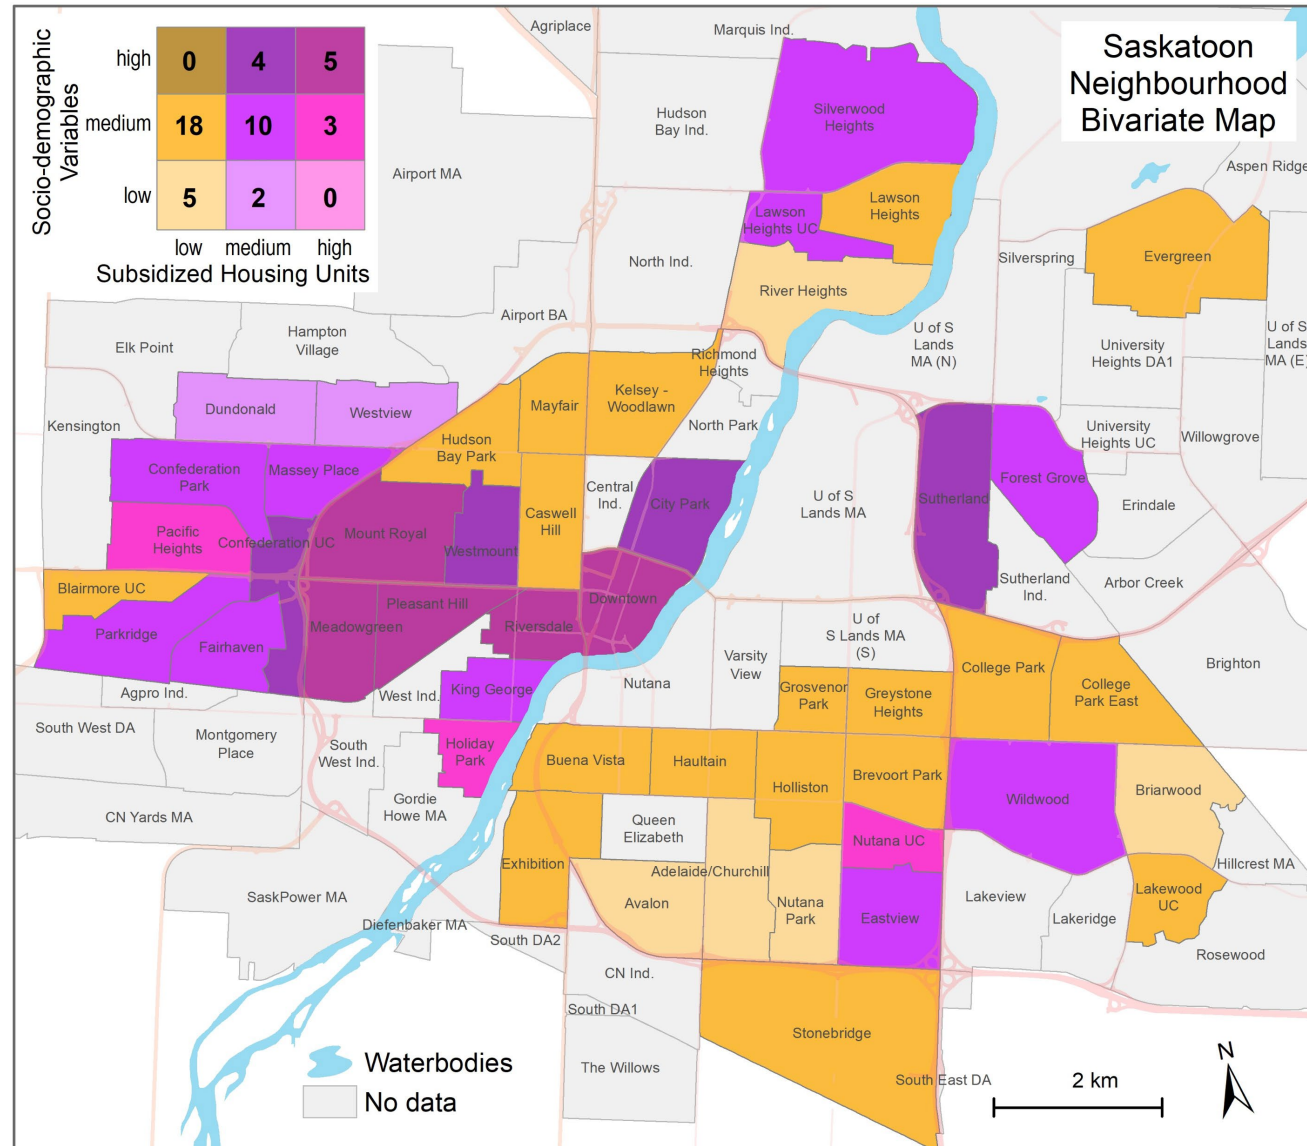 Saskatoon
Neighbourhood
Bivariate Map
Socio-demographic
Variables
high
medium
low
0
4
5
18
10
3
5
2
0
low
medium
high
Subsidized Housing Units
Agriplace
Marquis Ind.
Hudson
Bay Ind.
Silverwood
Heights
Airport MA
Aspen Ridge
Lawson
Heights UC
Lawson
Heights
North Ind.
Silverspring
Evergreen
River Heights
Airport BA
Elk Point
Hampton
Village
U of S
Lands
MA (N)
University
Heights DA1
U of S
Lands
MA (E)
Richmond
Heights
Dundonald
Westview
Mayfair
Kelsey -
Woodlawn
Kensington
North Park
Hudson
Bay Park
University
Heights UC
Willowgrove
Confederation
Park
Massey Place
Central
Ind.
City Park
U of S
Lands MA
Sutherland
Forest Grove
Erindale
Caswell
Hill
Pacific
Heights
Confederation UC
Mount Royal
Westmount
Blairmore UC
Sutherland
Ind.
Arbor Creek
Pleasant Hill
Downtown
Parkridge
Fairhaven
Meadowgreen
Riversdale
U of
S Lands MA
(S)
Varsity
View
College Park
Brighton
Agpro Ind.
West Ind.
King George
Nutana
Grosvenor
Park
Greystone
Heights
College
Park East
South West DA
Montgomery
Place
South
West Ind.
Holiday
Park
Buena Vista
Haultain
Holliston
Brevoort Park
Wildwood
Briarwood
CN Yards MA
Gordie
Howe MA
Queen
Elizabeth
Nutana UC
Hillcrest MA
Exhibition
Adelaide/Churchill
SaskPower MA
Avalon
Nutana
Park
Eastview
Lakeview
Lakeridge
Lakewood
UC
Diefenbaker MA
South DA2
Rosewood
CN Ind.
South DA1
Stonebridge
The Willows
South East DA
Waterbodies
No data
2 km
N